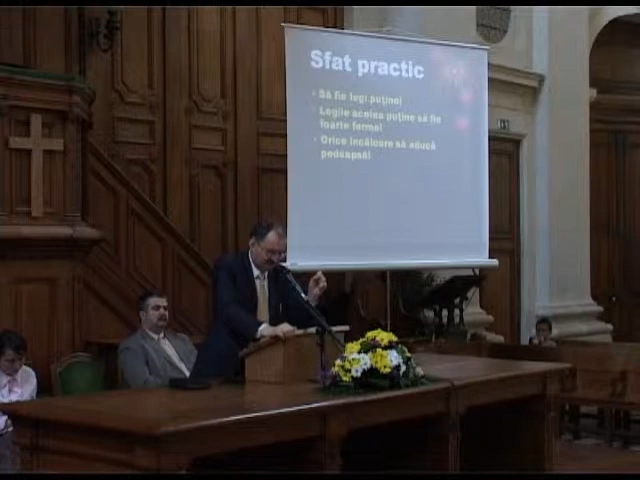 Sfat practic
Să fie legi puține!
Legile acelea puține să fie
foarte ferme!
Orice încălcare să aducă
pedeapsă!